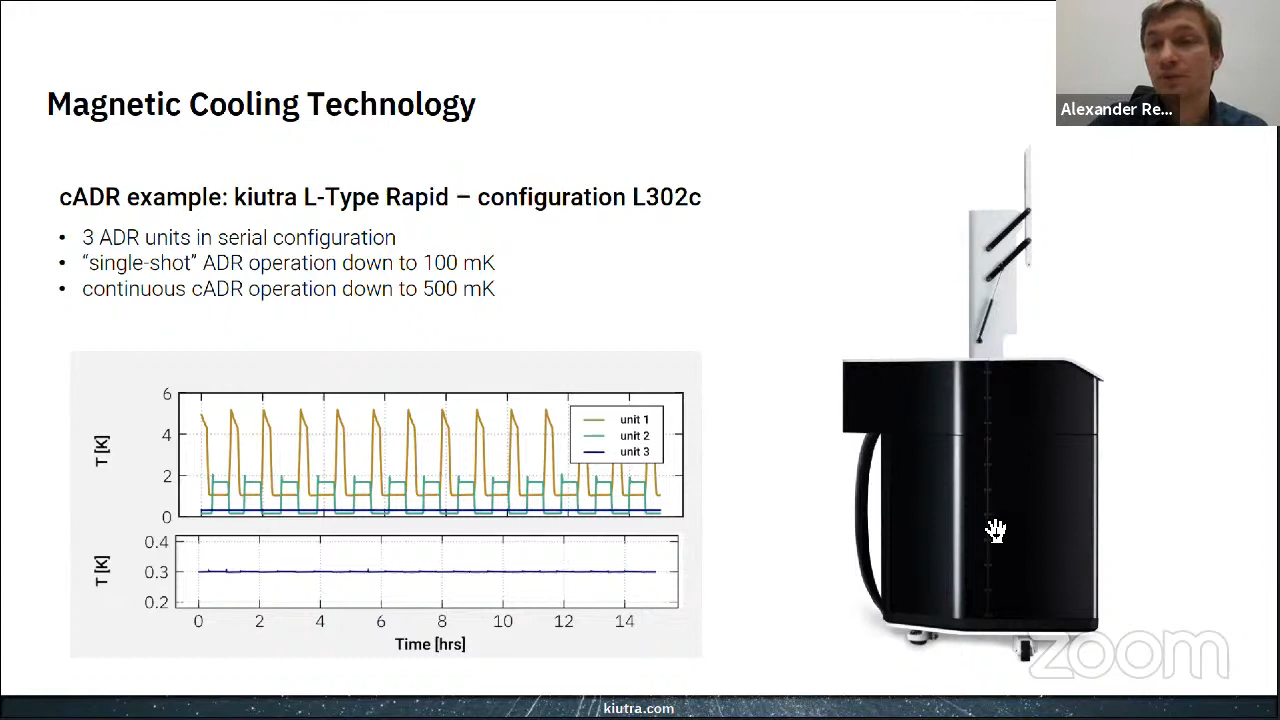 Alexander Re...
Magnetic Cooling Technology
cADR example: kiutra L-Type Rapid – configuration L302c
• 3 ADR units in serial configuration
• “single-shot” ADR operation down to 100 mK
• continuous cADR operation down to 500 mK
6
4
2
0
T [K]
unit 1
unit 2
unit 3
0.4
0.3
0.2
T [K]
0 2 4 6 8 10 12 14
Time [hrs]
zoom
kiutra.com